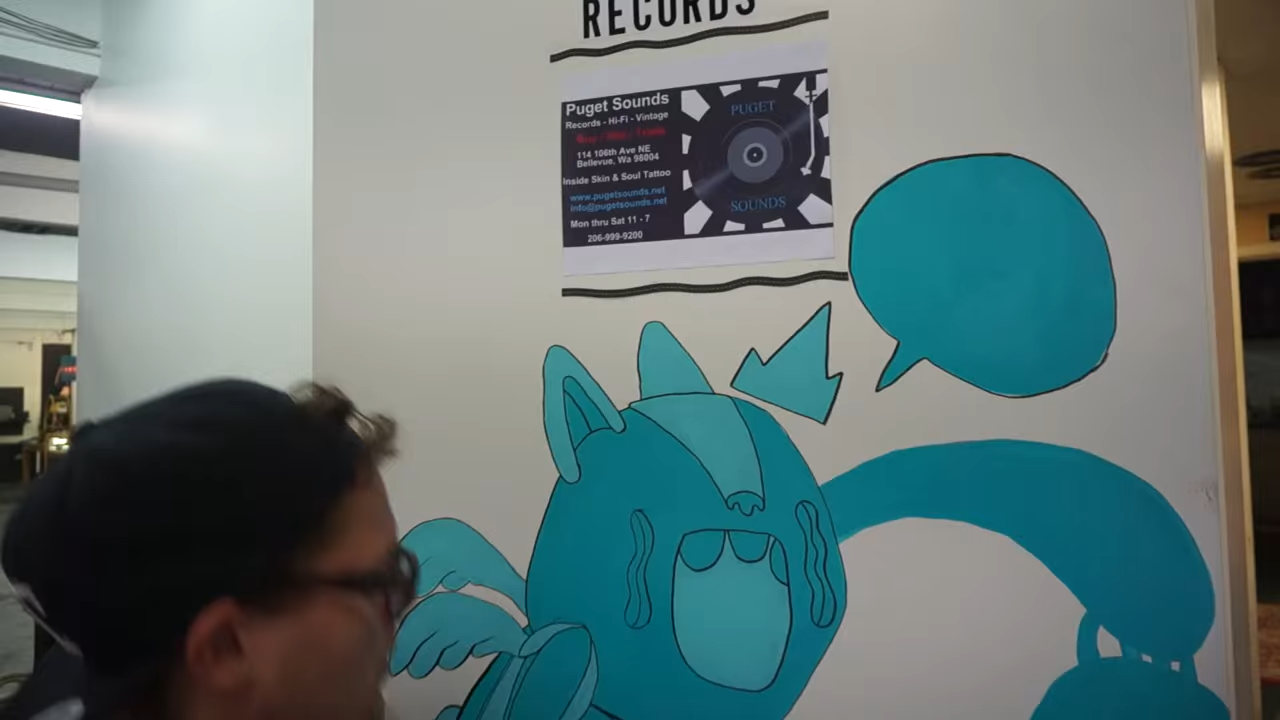 RECORDS
Puget Sounds
Records - Hi-Fi - Vintage
114 106th Ave NE
Bellevue, Wa 98004
Inside Skin & Soul Tattoo
www.pugetsounds.net
info@pugetsounds.net
Mon thru Sat 11 - 7
206-999-9200
PUGET
SOUNDS